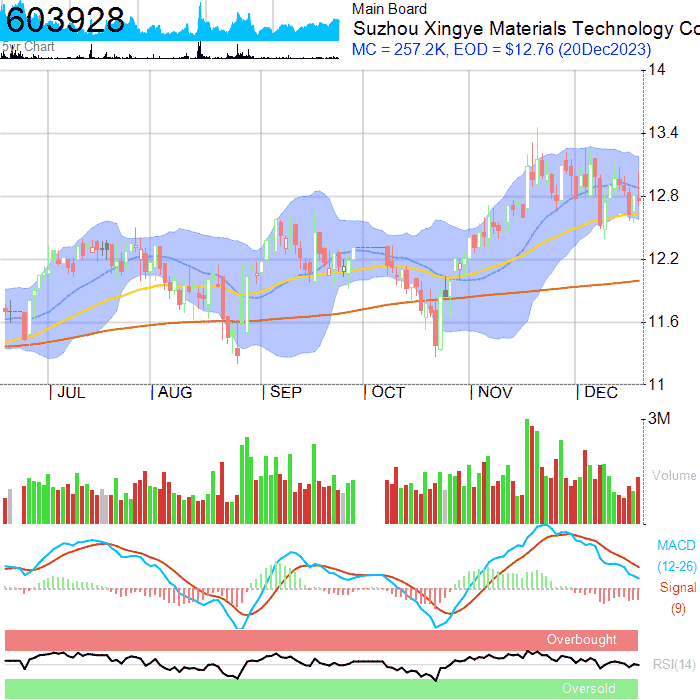 603928
5yr Chart
Main Board
Suzhou Xingye Materials Technology Co
MC = 257.2K, EOD = $12.76 (20Dec2023)
14
13.4
12.8
12.2
11.6
11
JUL
AUG
SEP
OCT
NOV
DEC
3M
Volume
MACD
(12-26)
Signal
(9)
Overbought
RSI(14)
Oversold